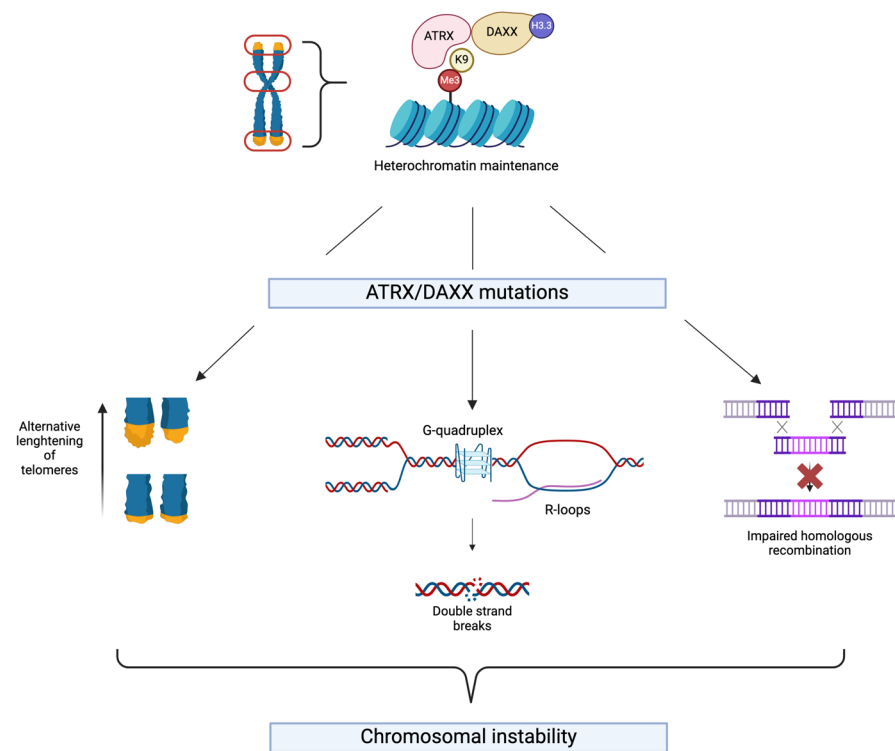 ATRX
DAXX
H3.3
K9
Me3
Heterochromatin maintenance
ATRX/DAXX mutations
Alternative
lenghtening
of
telomeres
G-quadruplex
R-loops
Double strand
breaks
Impaired homologous
recombination
Chromosomal instability